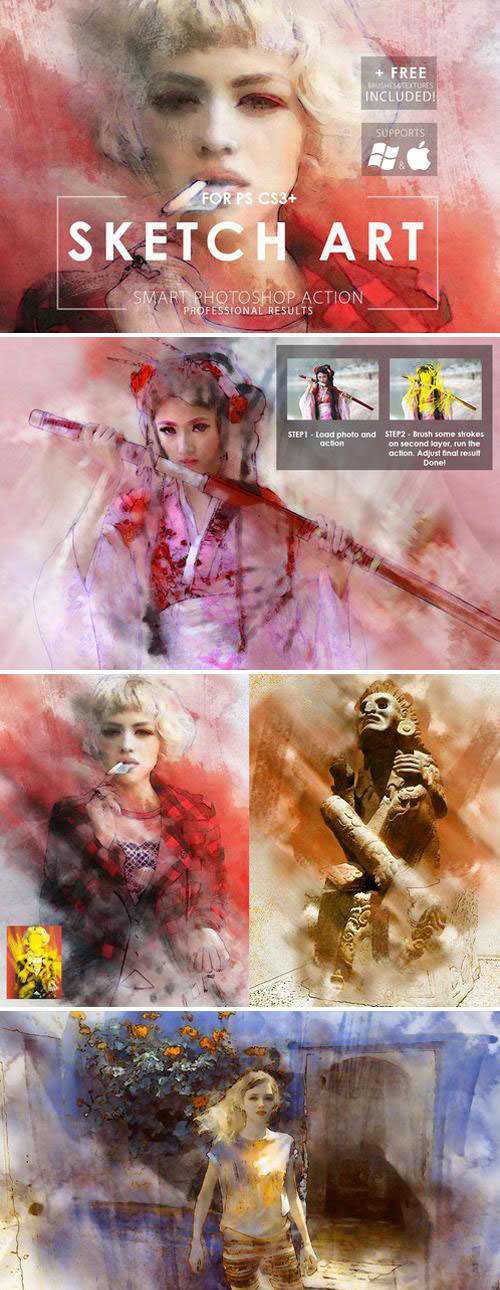 + FREE
BRUSHES&TEXTURES
INCLUDED!
SUPPORTS
&
FOR PS CS3+
SKETCH ART
SMART PHOTOSHOP ACTION
PROFESSIONAL RESULTS
STEP1 - Load photo and
action
STEP2 - Brush some strokes
on second layer, run the
action. Adjust final result
Done!